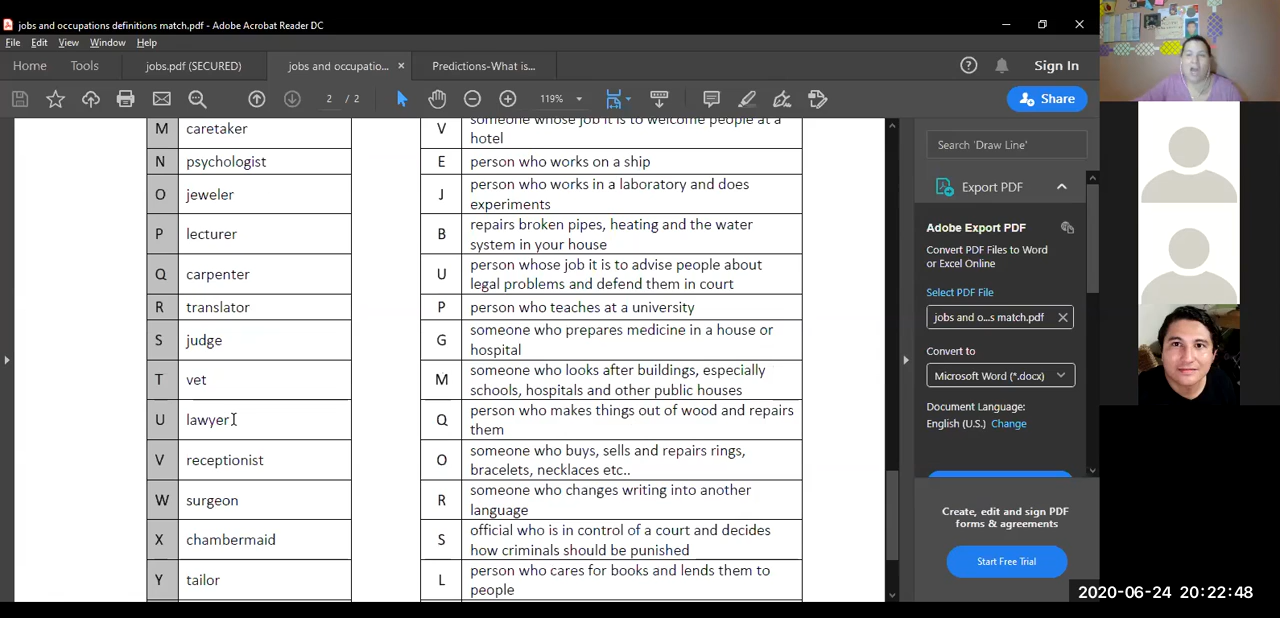 jobs and occupations definitions match.pdf - Adobe Acrobat Reader DC
File Edit View Window Help
Home Tools jobs.pdf (SECURED) jobs and occupatio... × Predictions-What is... Sign In
2 / 2 119% Share
M caretaker
N psychologist
O jeweler
P lecturer
Q carpenter
R translator
S judge
T vet
U lawyer
V receptionist
W surgeon
X chambermaid
Y tailor
V someone whose job it is to welcome people at a
hotel
E person who works on a ship
J person who works in a laboratory and does
experiments
B repairs broken pipes, heating and the water
system in your house
U person whose job it is to advise people about
legal problems and defend them in court
P person who teaches at a university
G someone who prepares medicine in a house or
hospital
M someone who looks after buildings, especially
schools, hospitals and other public houses
Q person who makes things out of wood and repairs
them
O someone who buys, sells and repairs rings,
bracelets, necklaces etc..
R someone who changes writing into another
language
S official who is in control of a court and decides
how criminals should be punished
L person who cares for books and lends them to
people
Search 'Draw Line'
Export PDF
Adobe Export PDF
Convert PDF Files to Word
or Excel Online
Select PDF File
jobs and o...s match.pdf ×
Convert to
Microsoft Word (*.docx)
Document Language:
English (U.S.) Change
Create, edit and sign PDF
forms & agreements
Start Free Trial
2020-06-24 20:22:48